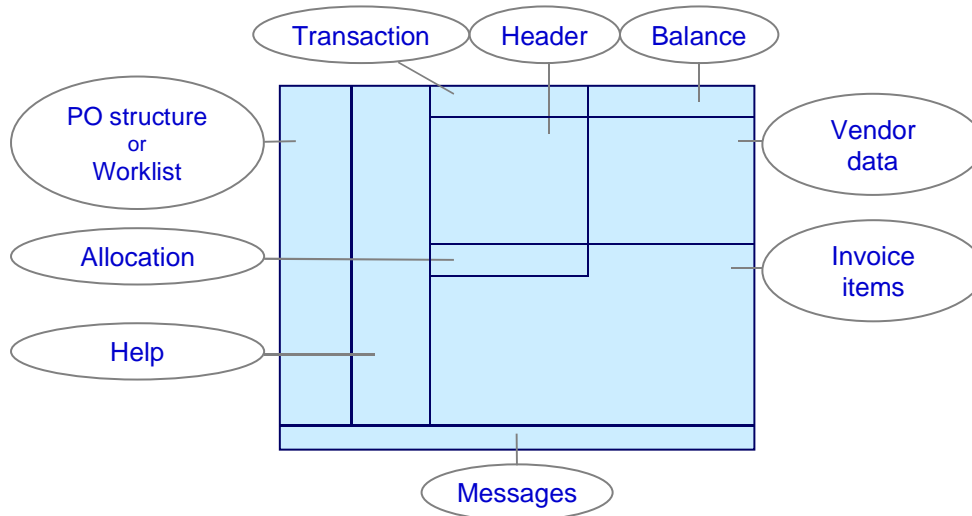 Transaction
Header
Balance
PO structure
or
Worklist
Vendor
data
Allocation
Invoice
items
Help
Messages